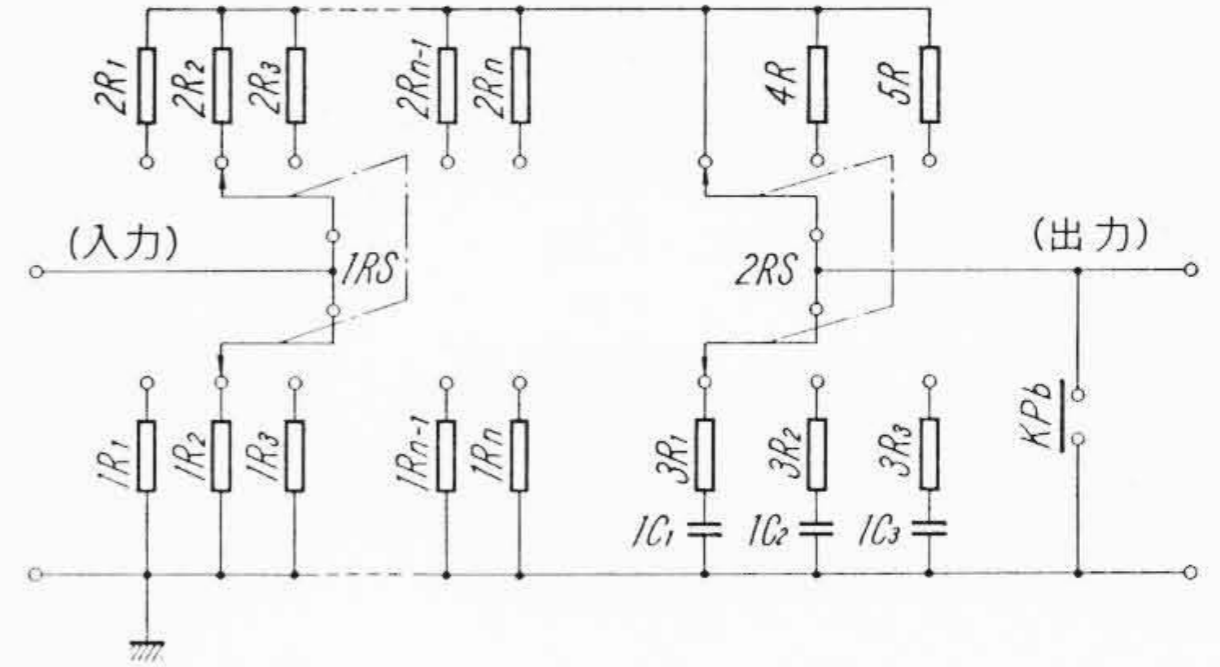 2R1 2R2 2R3 2Rn-1 2Rn 4R 5R
(入力) 1RS 2RS (出力)
1R1 1R2 1R3 1Rn-1 1Rn 3R1 3R2 3R3 KPb
1C1 1C2 1C3